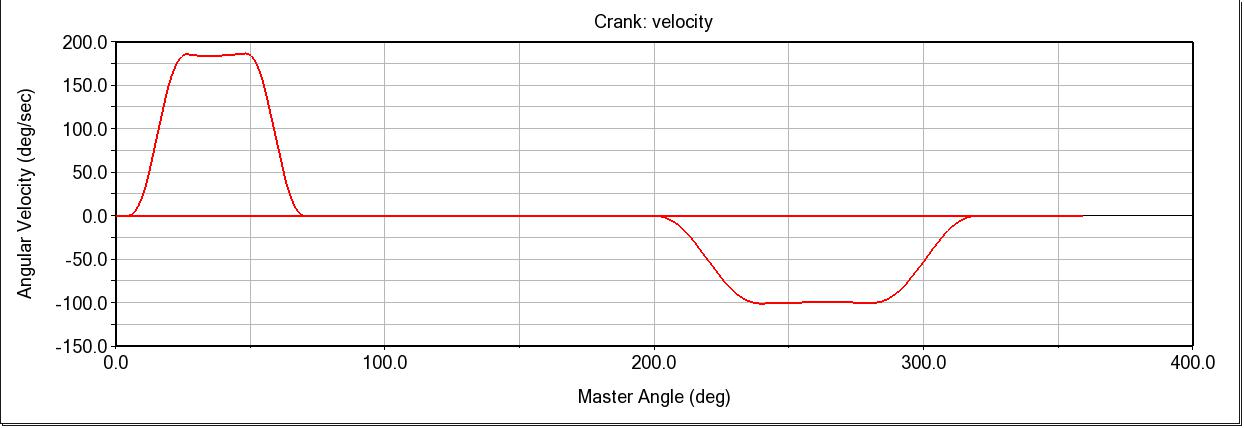 Crank: velocity
200.0
150.0
100.0
50.0
0.0
-50.0
-100.0
-150.0
Angular Velocity (deg/sec)
0.0 100.0 200.0 300.0 400.0
Master Angle (deg)